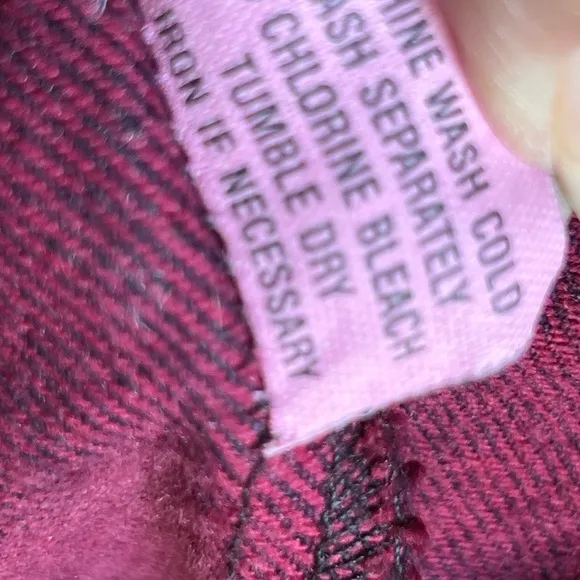 HINE WASH COLD
ASH SEPARATELY
CHLORINE BLEACH
TUMBLE DRY
IRON IF NECESSARY